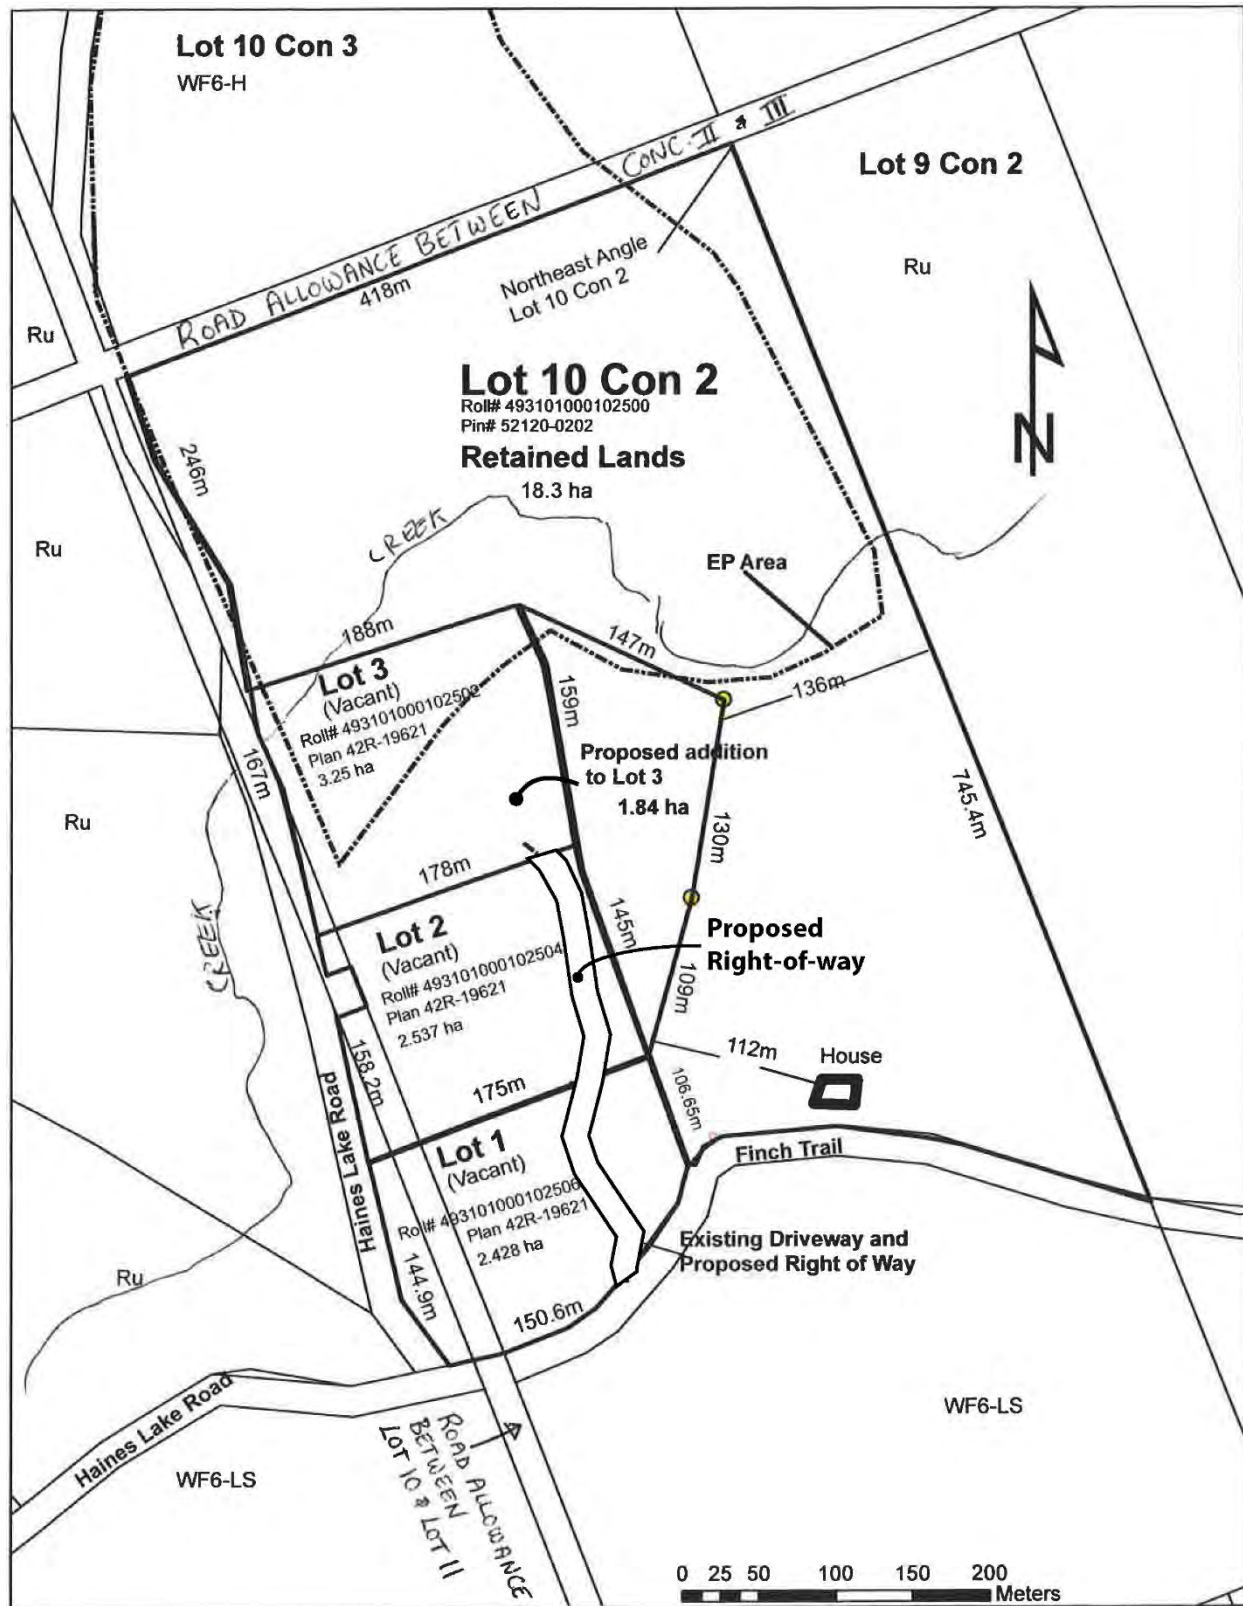 Lot 10 Con 3
WF6-H
ROAD ALLOWANCE BETWEEN CONC. II & III
Lot 9 Con 2
Ru
Northeast Angle
Lot 10 Con 2
418m
Ru
Lot 10 Con 2
Roll# 493101000102500
Pin# 52120-0202
Retained Lands
18.3 ha
N
246m
CREEK
Ru
EP Area
188m
147m
136m
Lot 3
(Vacant)
Roll# 493101000102502
Plan 42R-19621
3.25 ha
159m
167m
Proposed addition
to Lot 3
1.84 ha
745.4m
130m
Ru
178m
CREEK
Lot 2
(Vacant)
Roll# 493101000102504
Plan 42R-19621
2.537 ha
145m
Proposed
Right-of-way
109m
158.2m
175m
112m
House
106.65m
Haines Lake Road
Lot 1
(Vacant)
Roll# 493101000102506
Plan 42R-19621
2.428 ha
Finch Trail
Existing Driveway and
Proposed Right of Way
Ru
144.9m
150.6m
Haines Lake Road
WF6-LS
WF6-LS
ROAD ALLOWANCE
BETWEEN
LOT 10 & LOT 11
0 25 50 100 150 200
Meters